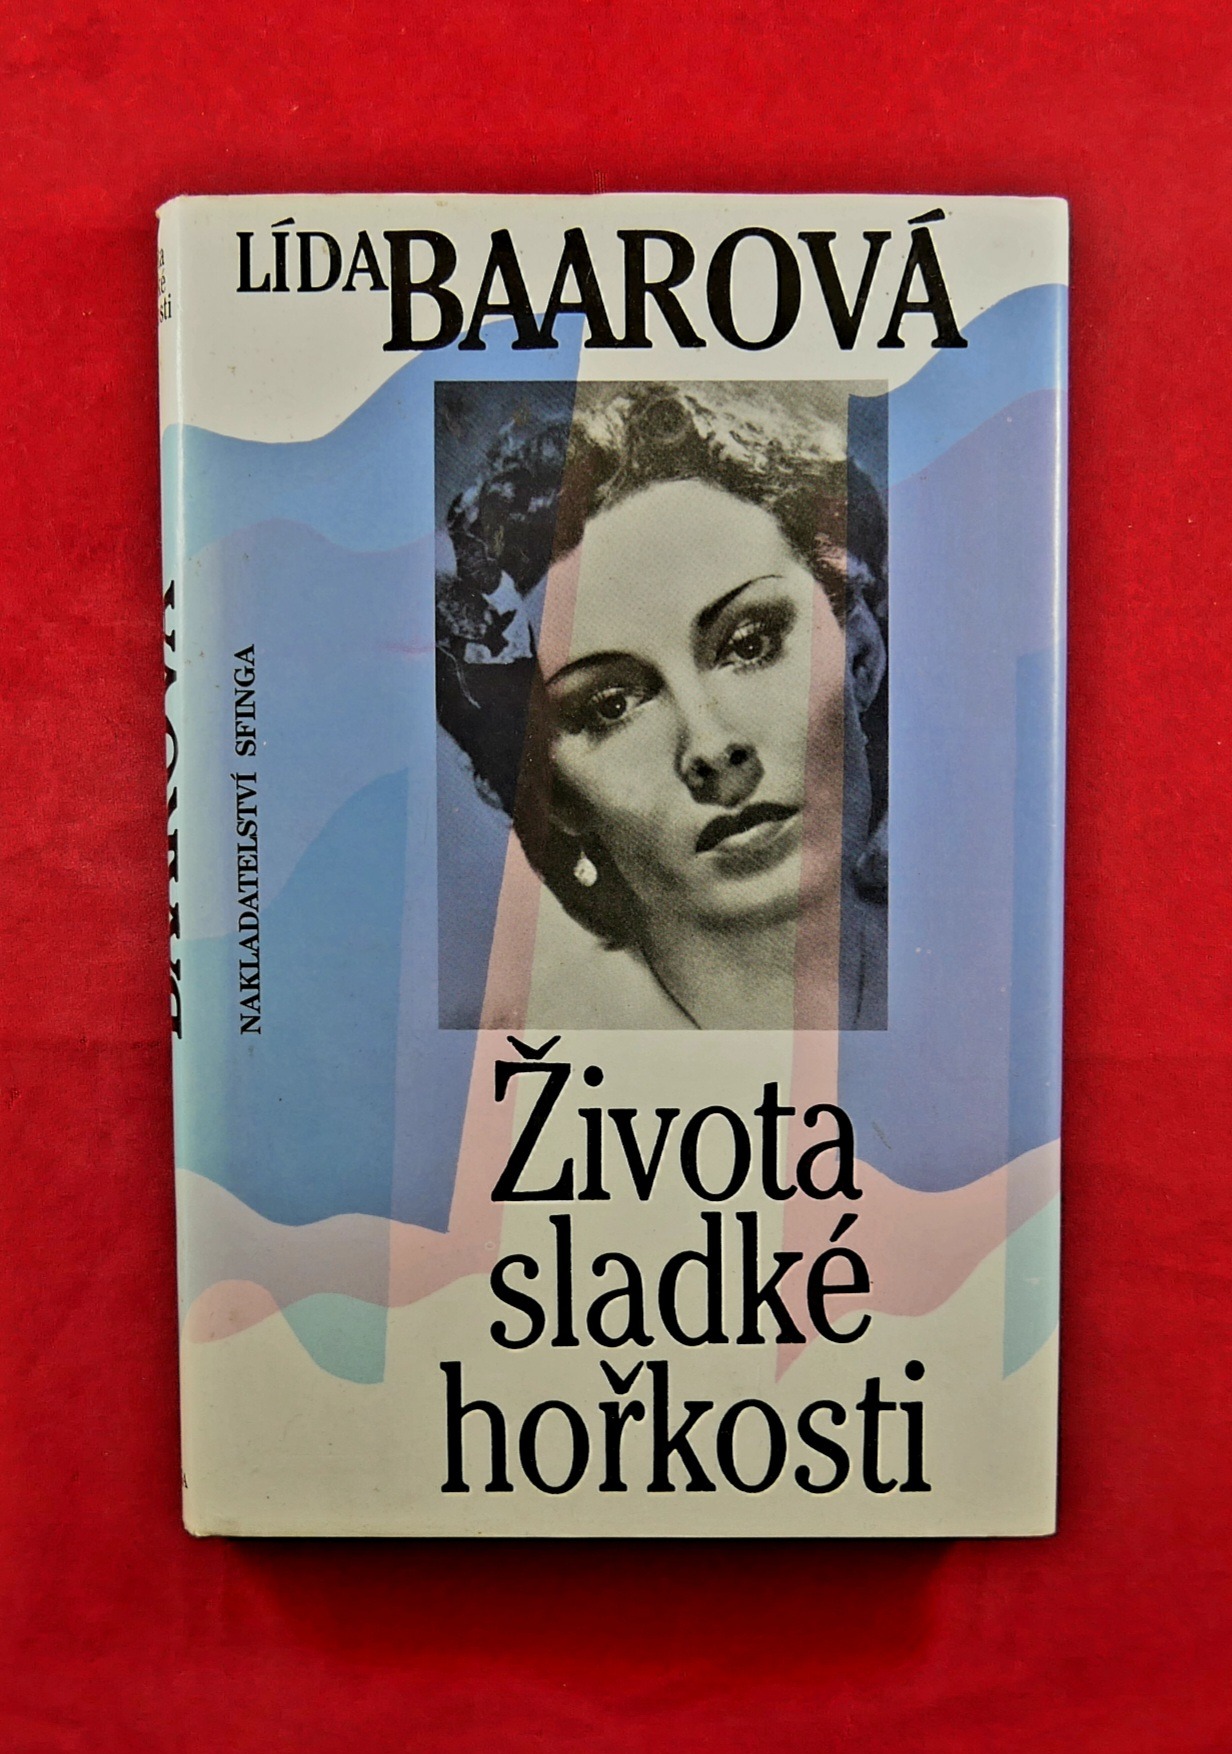 LÍDA BAAROVÁ
NAKLADATELSTVÍ SFINGA
Života
sladké
hořkosti